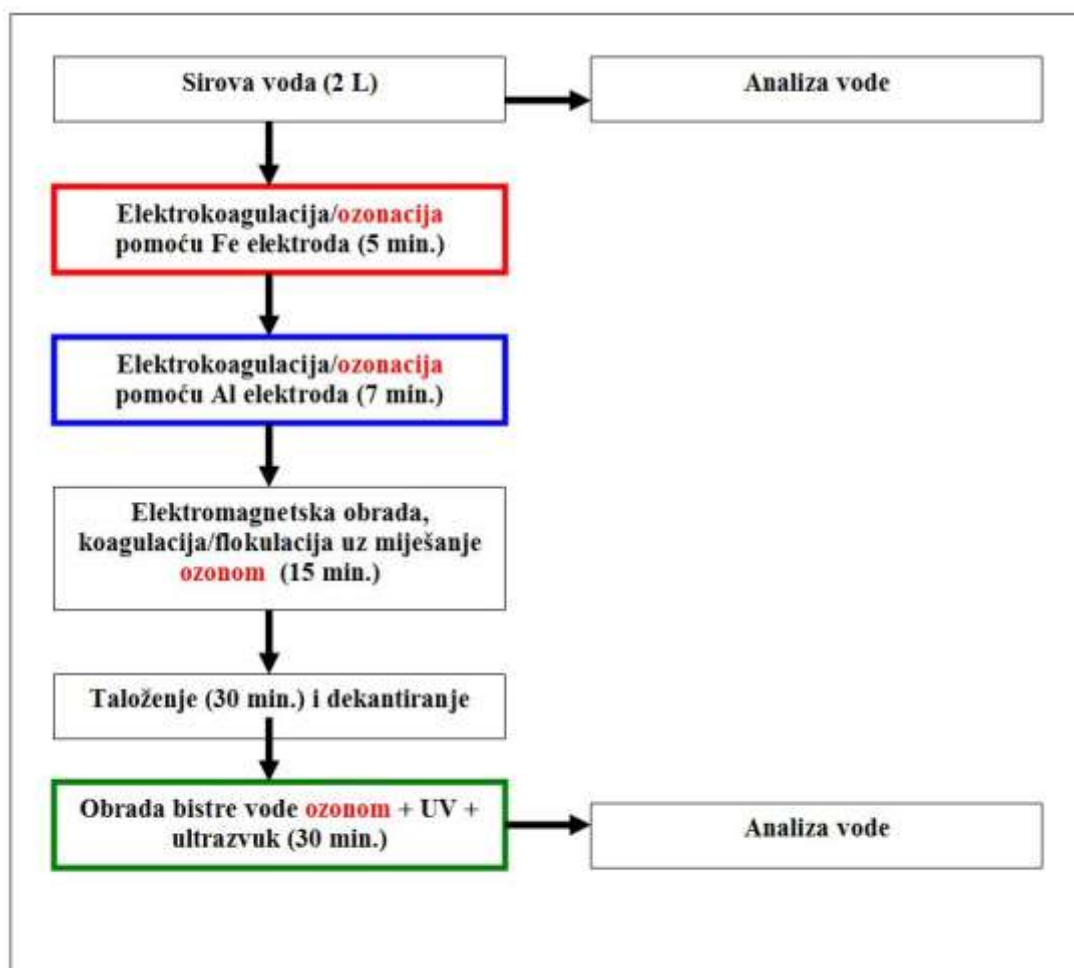 Sirova voda (2 L)
Analiza vode
Elektrokoagulacija/ozonacija
pomoću Fe elektroda (5 min.)
Elektrokoagulacija/ozonacija
pomoću Al elektroda (7 min.)
Elektromagnetska obrada,
koagulacija/flokulacija uz miješanje
ozonom (15 min.)
Taloženje (30 min.) i dekantiranje
Obrada bistre vode ozonom + UV +
ultrazvuk (30 min.)
Analiza vode